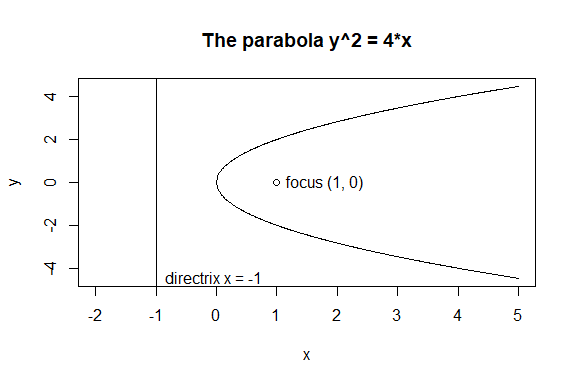 The parabola y^2 = 4*x
y
4
2
0
-2
-4
focus (1, 0)
directrix x = -1
-2 -1 0 1 2 3 4 5
x